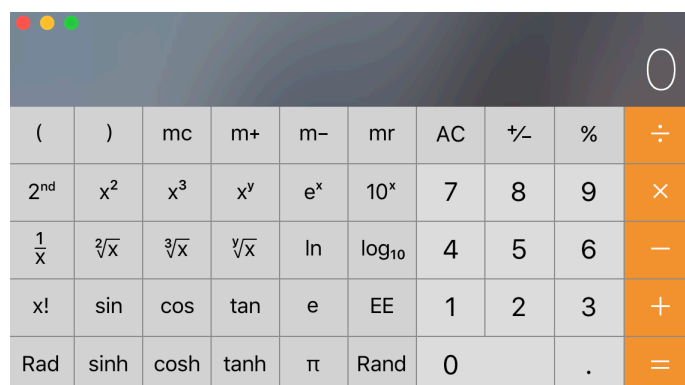 0
( ) mc m+ m− mr AC +⁄− % ÷
2ⁿᵈ x² x³ xʸ eˣ 10ˣ 7 8 9 ×
1/x ²√x ³√x ʸ√x ln log₁₀ 4 5 6 −
x! sin cos tan e EE 1 2 3 +
Rad sinh cosh tanh π Rand 0 . =